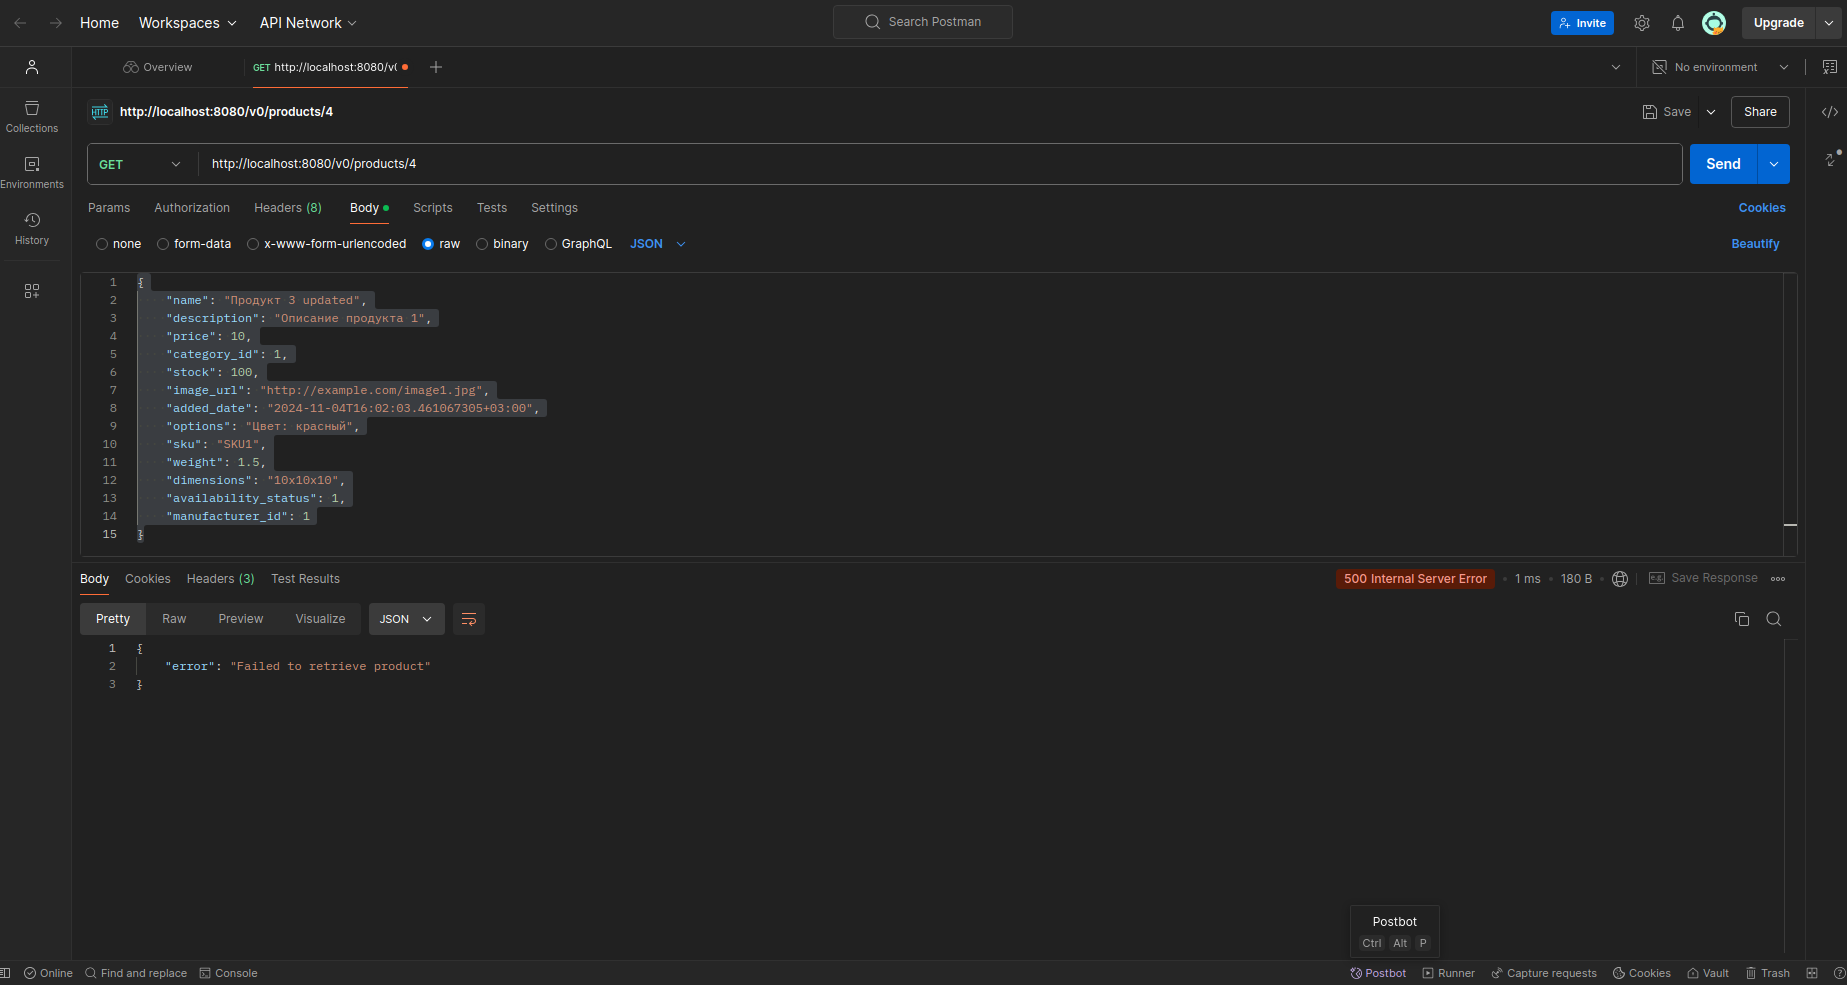 Home Workspaces API Network Search Postman Invite Upgrade
Overview GET http://localhost:8080/v0 No environment
HTTP http://localhost:8080/v0/products/4 Save Share
Collections
GET http://localhost:8080/v0/products/4 Send
Environments
Params Authorization Headers (8) Body Scripts Tests Settings Cookies
History
none form-data x-www-form-urlencoded raw binary GraphQL JSON Beautify
1 {
2 "name": "Продукт 3 updated",
3 "description": "Описание продукта 1",
4 "price": 10,
5 "category_id": 1,
6 "stock": 100,
7 "image_url": "http://example.com/image1.jpg",
8 "added_date": "2024-11-04T16:02:03.461067305+03:00",
9 "options": "Цвет: красный",
10 "sku": "SKU1",
11 "weight": 1.5,
12 "dimensions": "10x10x10",
13 "availability_status": 1,
14 "manufacturer_id": 1
15 }
Body Cookies Headers (3) Test Results 500 Internal Server Error 1 ms 180 B e.g. Save Response
Pretty Raw Preview Visualize JSON
1 {
2 "error": "Failed to retrieve product"
3 }
Postbot
Ctrl Alt P
Online Find and replace Console Postbot Runner Capture requests Cookies Vault Trash